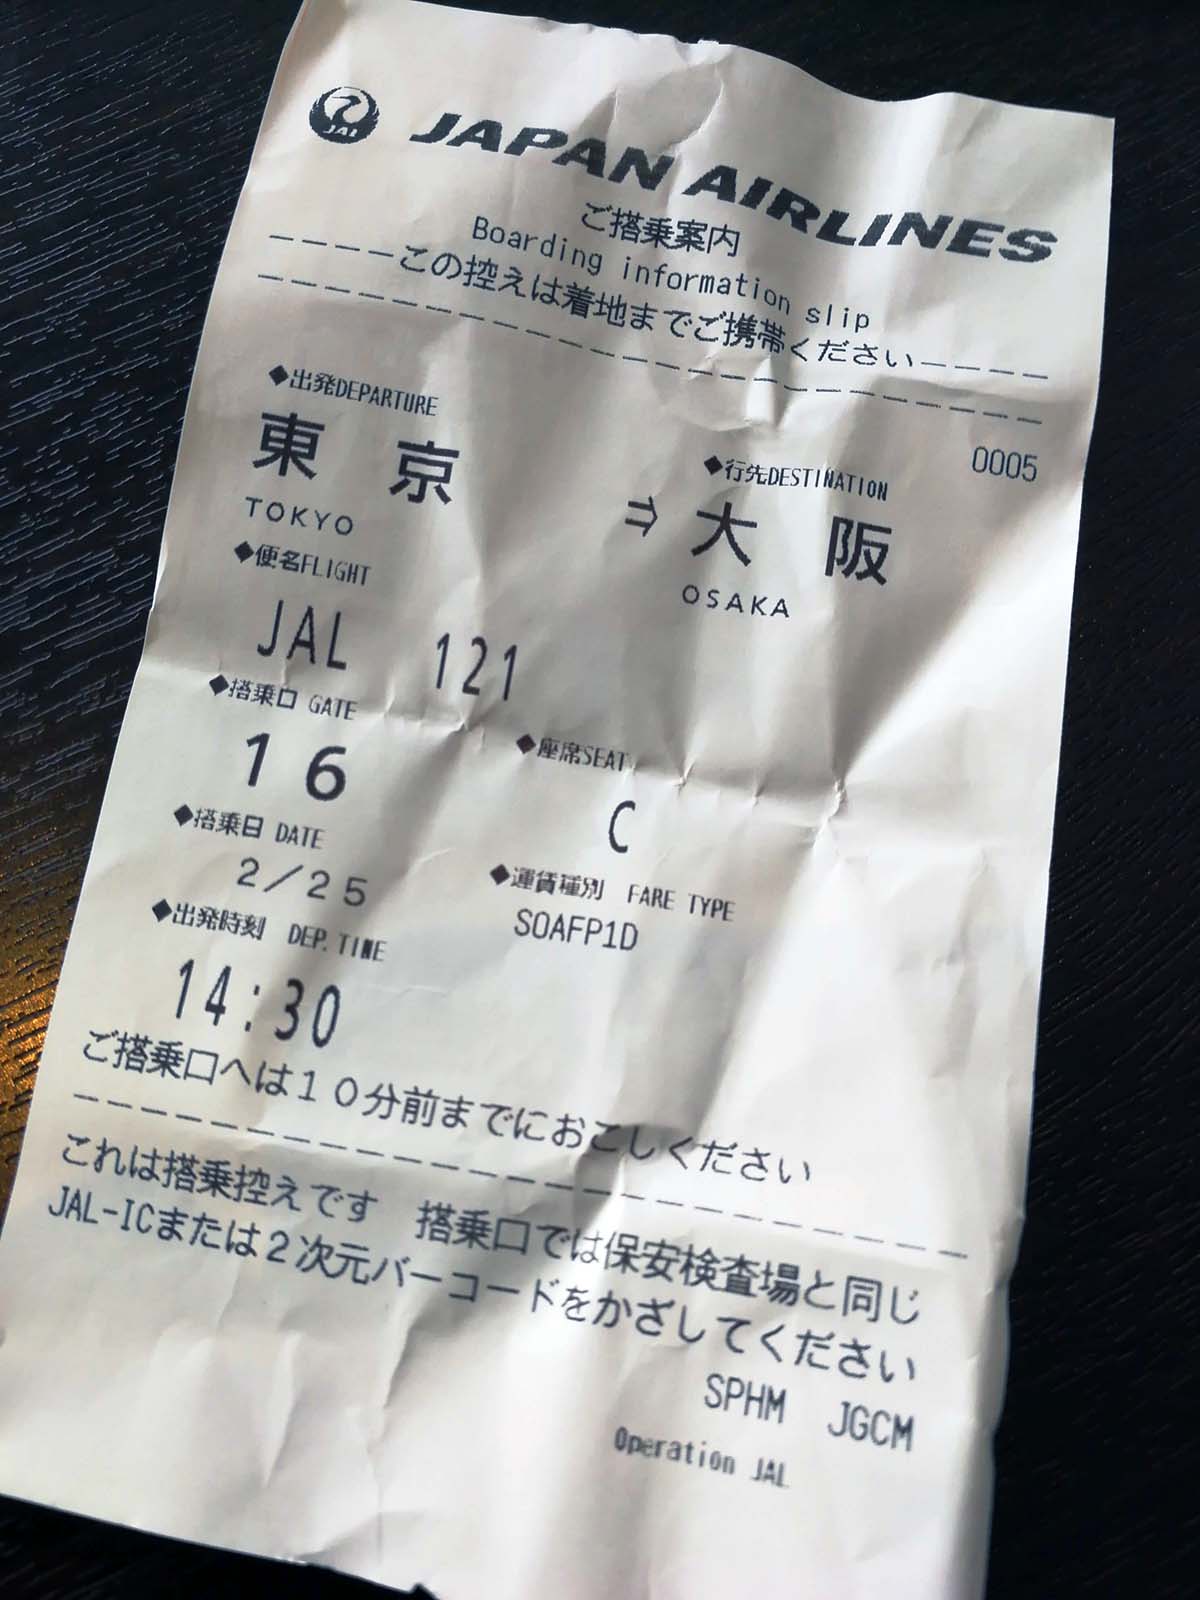 JAL JAPAN AIRLINES
ご搭乗案内
Boarding information slip
----この控えは着地までご携帯ください----
0005
◆出発DEPARTURE
東 京
TOKYO
⇒
◆行先DESTINATION
大 阪
OSAKA
◆便名FLIGHT
JAL 121
◆搭乗口 GATE
16
◆座席SEAT
C
◆搭乗日 DATE
2/25
◆運賃種別 FARE TYPE
SOAFP1D
◆出発時刻 DEP.TIME
14:30
ご搭乗口へは10分前までにおこしください
これは搭乗控えです 搭乗口では保安検査場と同じ
JAL-ICまたは2次元バーコードをかざしてください
SPHM JGCM
Operation JAL